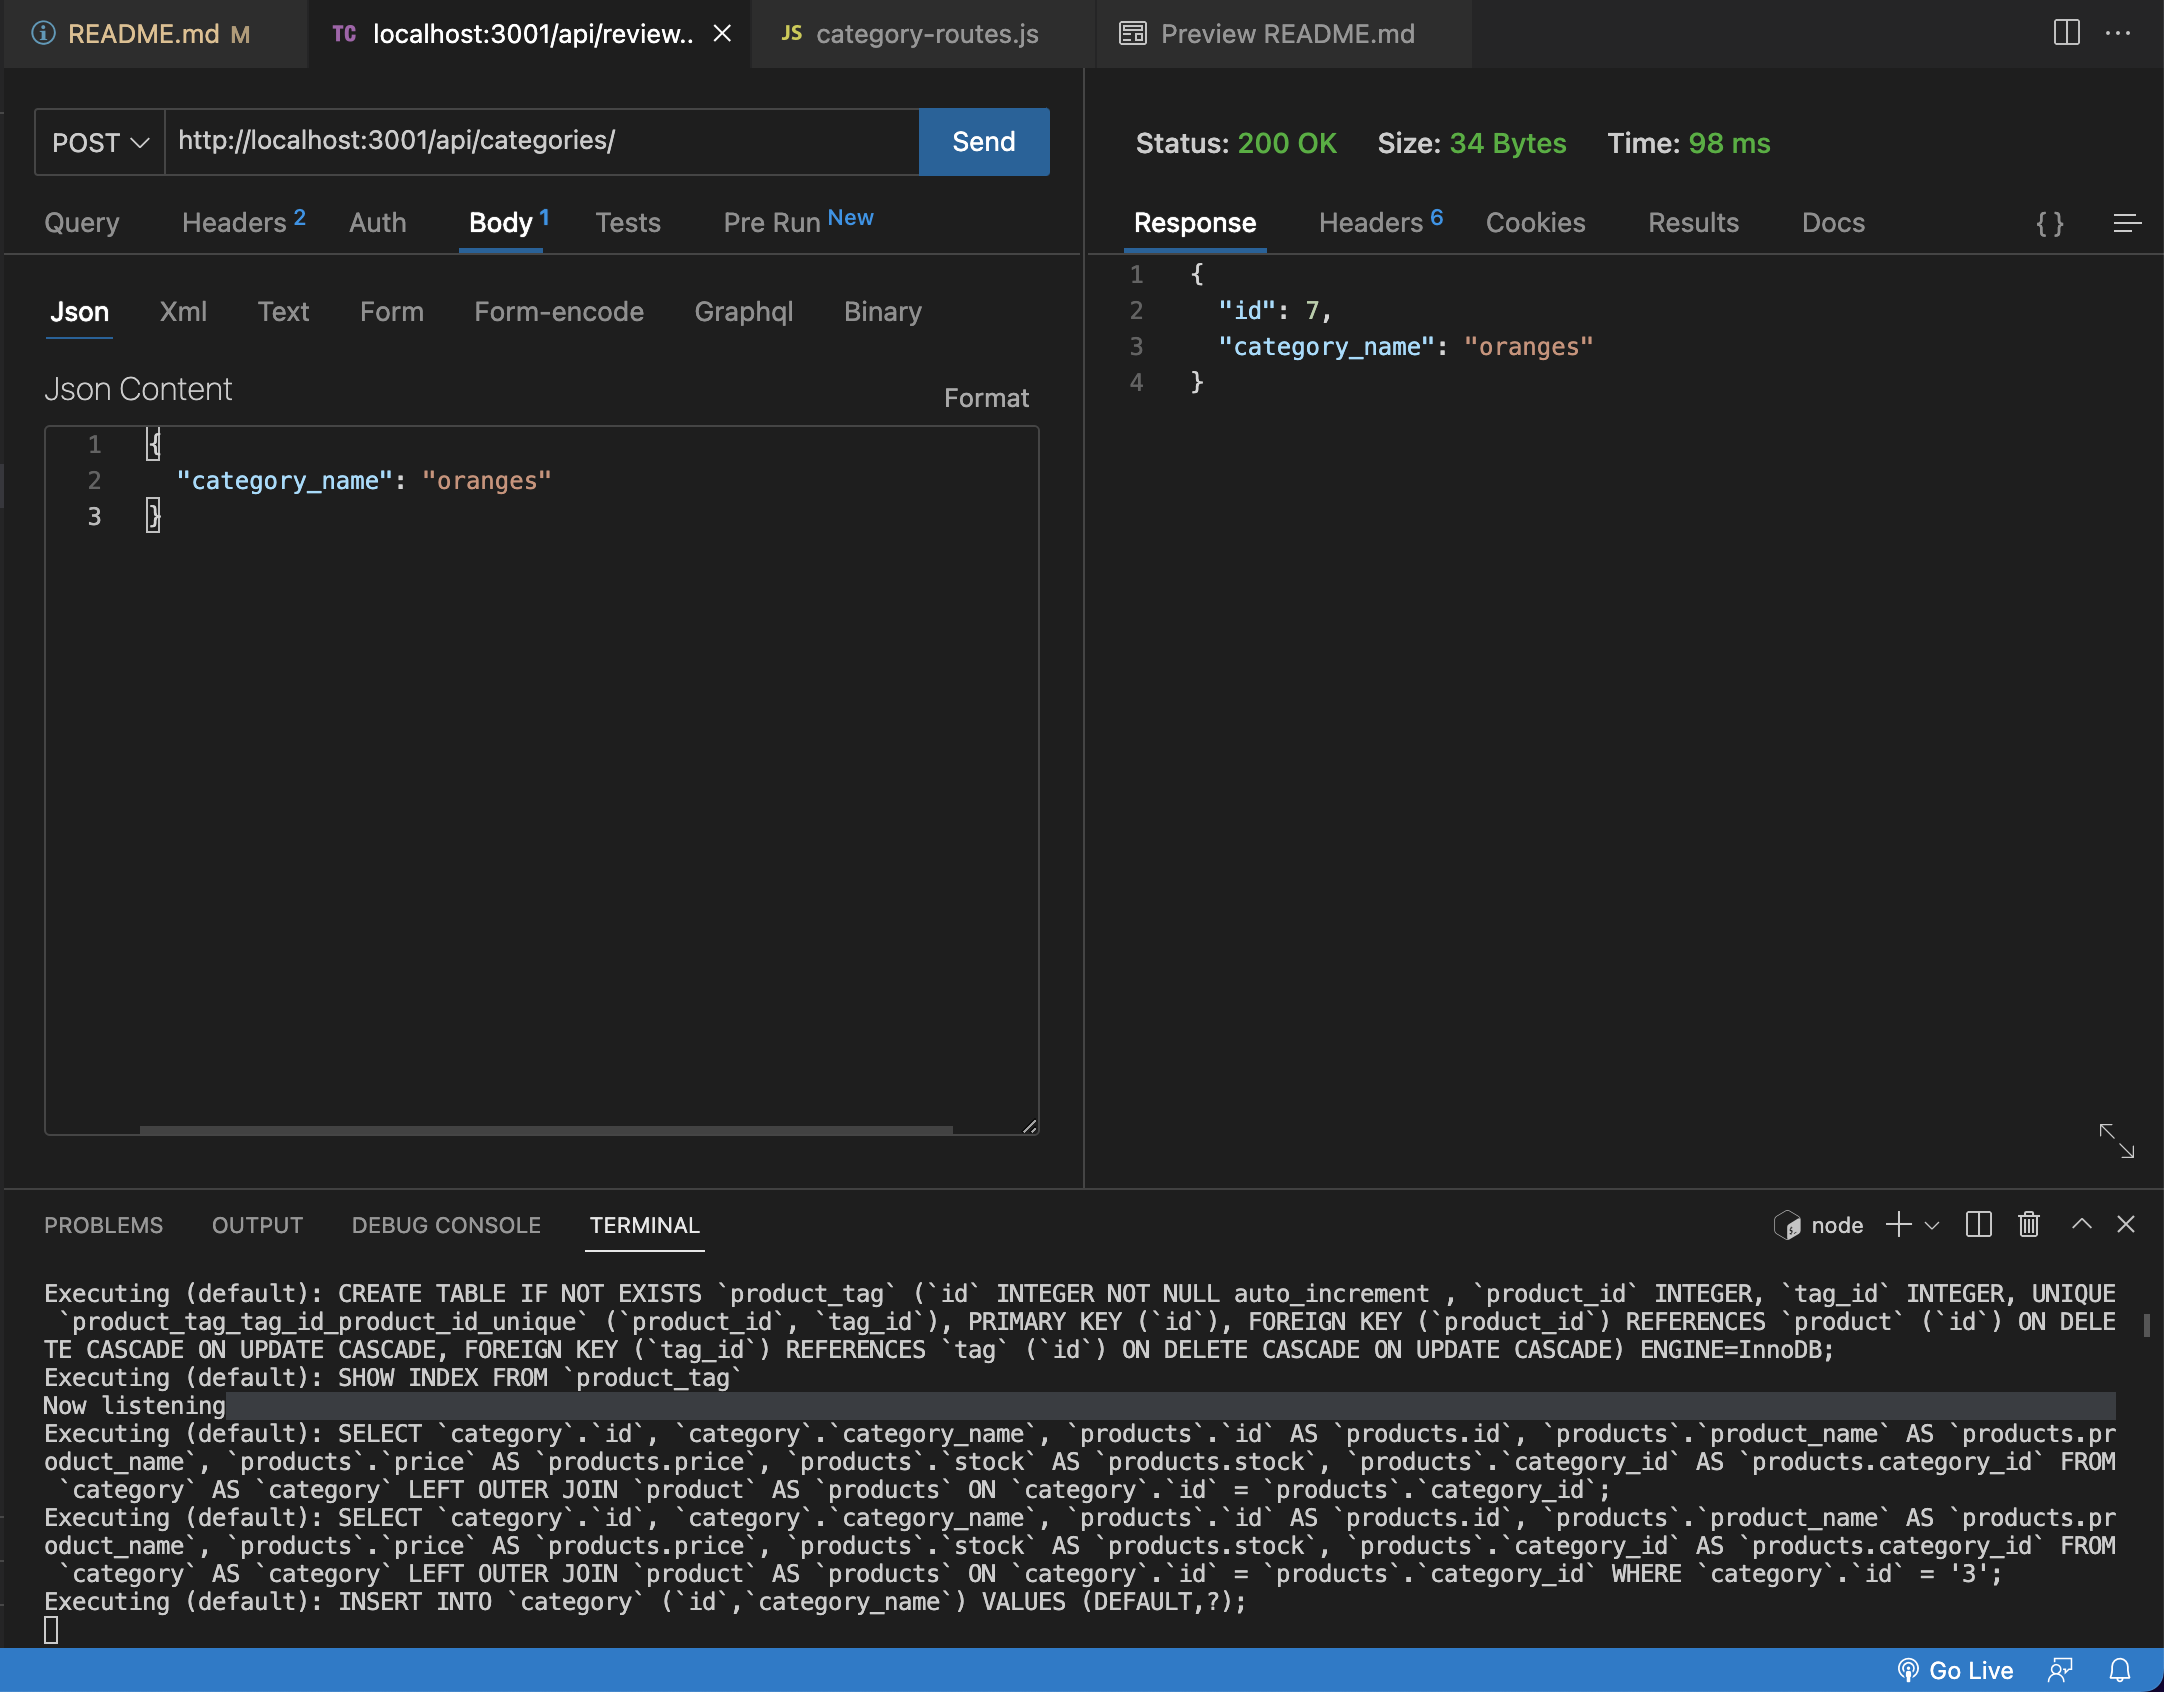 README.md M
TC localhost:3001/api/review..
JS category-routes.js
Preview README.md
POST
http://localhost:3001/api/categories/
Send
Query Headers 2 Auth Body 1 Tests Pre Run New
Json Xml Text Form Form-encode Graphql Binary
Json Content
Format
1 {
2 "category_name": "oranges"
3 }
Status: 200 OK Size: 34 Bytes Time: 98 ms
Response Headers 6 Cookies Results Docs {}
1 {
2 "id": 7,
3 "category_name": "oranges"
4 }
PROBLEMS OUTPUT DEBUG CONSOLE TERMINAL
node
Executing (default): CREATE TABLE IF NOT EXISTS `product_tag` (`id` INTEGER NOT NULL auto_increment , `product_id` INTEGER, `tag_id` INTEGER, UNIQUE
`product_tag_tag_id_product_id_unique` (`product_id`, `tag_id`), PRIMARY KEY (`id`), FOREIGN KEY (`product_id`) REFERENCES `product` (`id`) ON DELE
TE CASCADE ON UPDATE CASCADE, FOREIGN KEY (`tag_id`) REFERENCES `tag` (`id`) ON DELETE CASCADE ON UPDATE CASCADE) ENGINE=InnoDB;
Executing (default): SHOW INDEX FROM `product_tag`
Now listening
Executing (default): SELECT `category`.`id`, `category`.`category_name`, `products`.`id` AS `products.id`, `products`.`product_name` AS `products.pr
oduct_name`, `products`.`price` AS `products.price`, `products`.`stock` AS `products.stock`, `products`.`category_id` AS `products.category_id` FROM
`category` AS `category` LEFT OUTER JOIN `product` AS `products` ON `category`.`id` = `products`.`category_id`;
Executing (default): SELECT `category`.`id`, `category`.`category_name`, `products`.`id` AS `products.id`, `products`.`product_name` AS `products.pr
oduct_name`, `products`.`price` AS `products.price`, `products`.`stock` AS `products.stock`, `products`.`category_id` AS `products.category_id` FROM
`category` AS `category` LEFT OUTER JOIN `product` AS `products` ON `category`.`id` = `products`.`category_id` WHERE `category`.`id` = '3';
Executing (default): INSERT INTO `category` (`id`,`category_name`) VALUES (DEFAULT,?);
Go Live